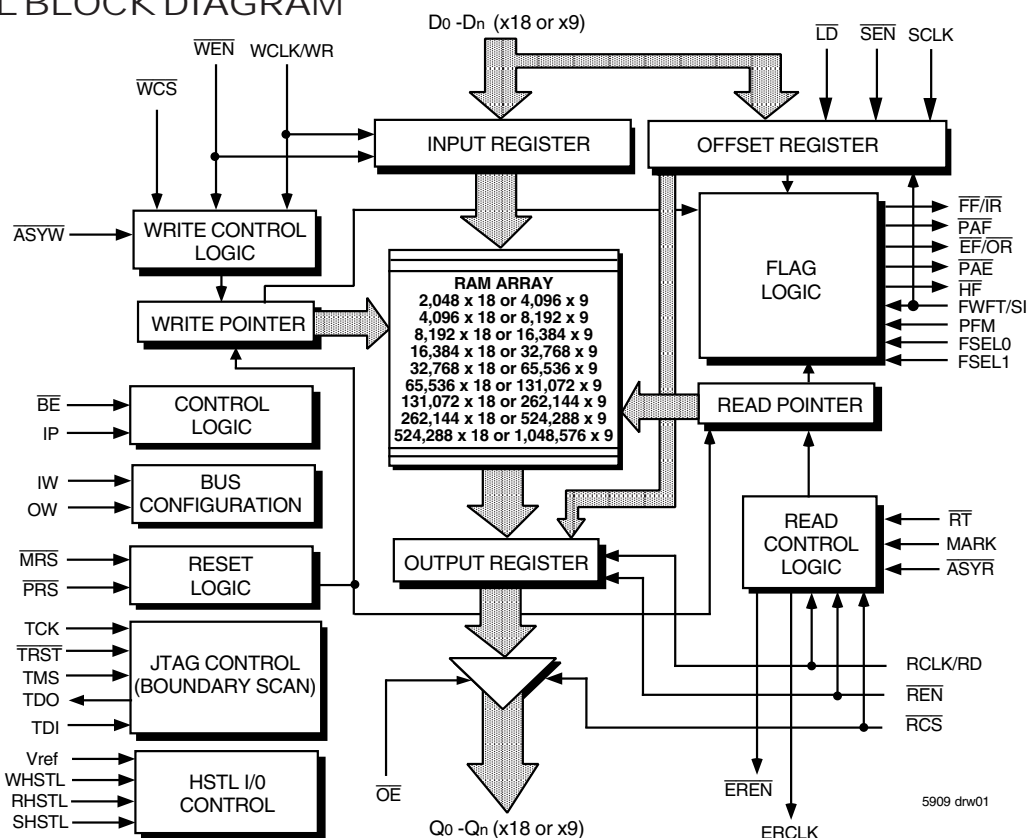 L BLOCK DIAGRAM
D0 -Dn (x18 or x9)
WEN
WCLK/WR
LD
SEN
SCLK
WCS
INPUT REGISTER
OFFSET REGISTER
ASYW
WRITE CONTROL
LOGIC
WRITE POINTER
RAM ARRAY
2,048 x 18 or 4,096 x 9
4,096 x 18 or 8,192 x 9
8,192 x 18 or 16,384 x 9
16,384 x 18 or 32,768 x 9
32,768 x 18 or 65,536 x 9
65,536 x 18 or 131,072 x 9
131,072 x 18 or 262,144 x 9
262,144 x 18 or 524,288 x 9
524,288 x 18 or 1,048,576 x 9
FLAG
LOGIC
FF/IR
PAF
EF/OR
PAE
HF
FWFT/SI
PFM
FSEL0
FSEL1
READ POINTER
BE
IP
CONTROL
LOGIC
IW
OW
BUS
CONFIGURATION
MRS
PRS
RESET
LOGIC
OUTPUT REGISTER
READ
CONTROL
LOGIC
RT
MARK
ASYR
TCK
TRST
TMS
TDO
TDI
JTAG CONTROL
(BOUNDARY SCAN)
RCLK/RD
REN
RCS
Vref
WHSTL
RHSTL
SHSTL
HSTL I/0
CONTROL
OE
EREN
ERCLK
Q0 -Qn (x18 or x9)
5909 drw01